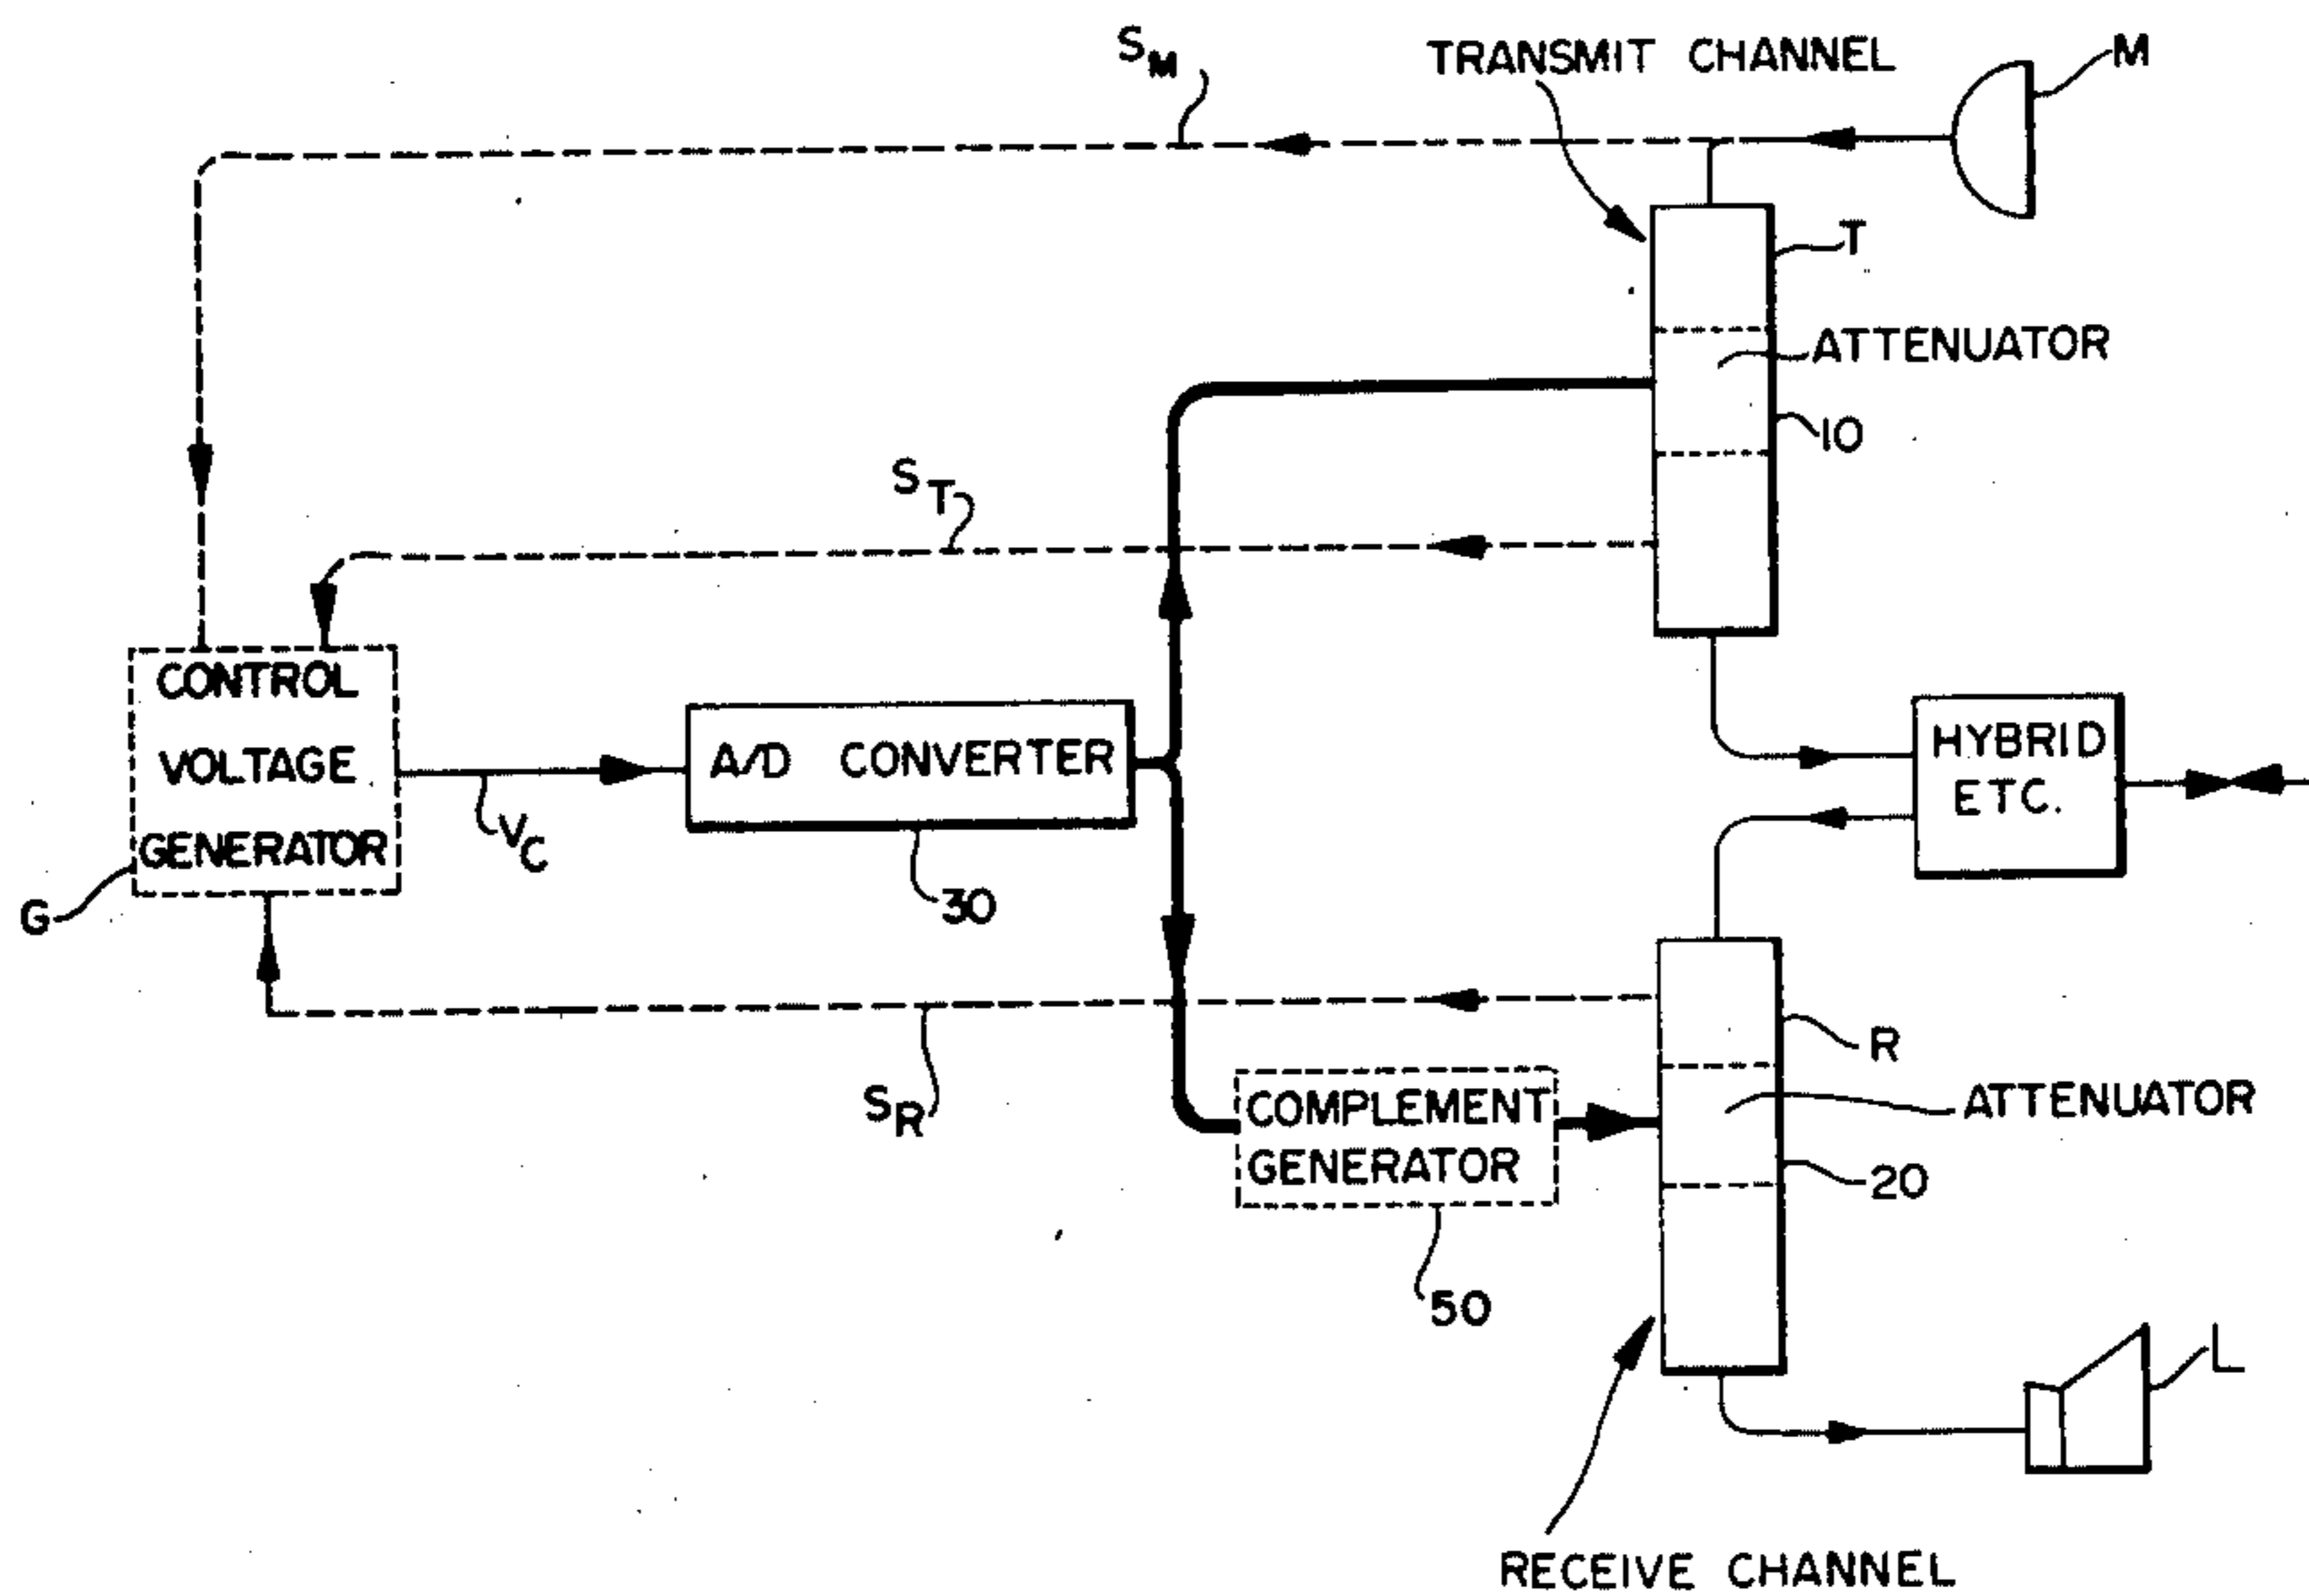 S_M
TRANSMIT CHANNEL
M
T
ATTENUATOR
10
S_T
CONTROL
VOLTAGE
GENERATOR
G
V_C
A/D CONVERTER
30
HYBRID
ETC.
R
S_R
COMPLEMENT
GENERATOR
50
ATTENUATOR
20
L
RECEIVE CHANNEL